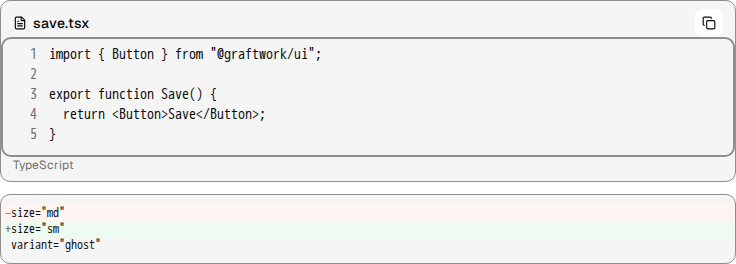 save.tsx
1 import { Button } from "@graftwork/ui";
2
3 export function Save() {
4   return <Button>Save</Button>;
5 }
TypeScript
-size="md"
+size="sm"
 variant="ghost"